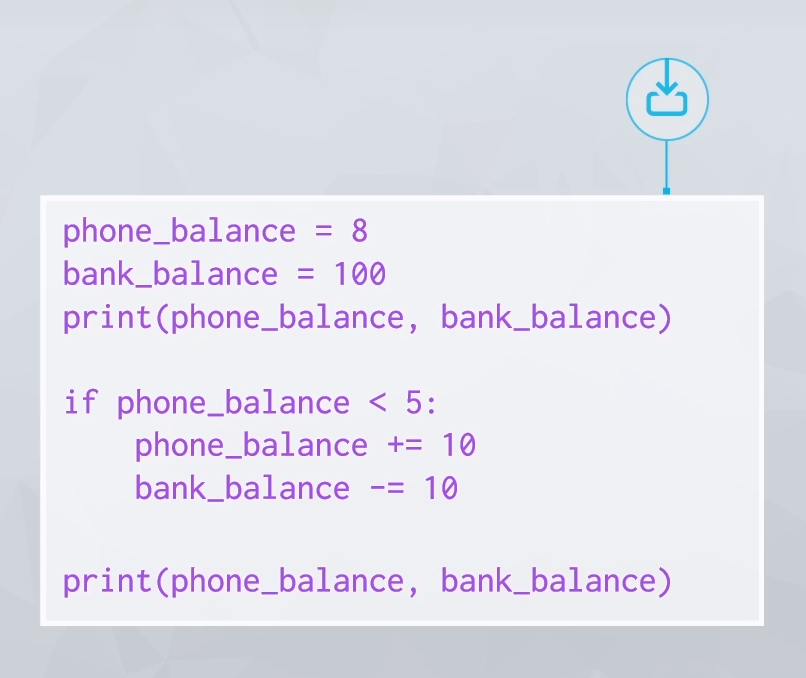 phone_balance = 8
bank_balance = 100
print(phone_balance, bank_balance)
if phone_balance < 5:
    phone_balance += 10
    bank_balance -= 10
print(phone_balance, bank_balance)